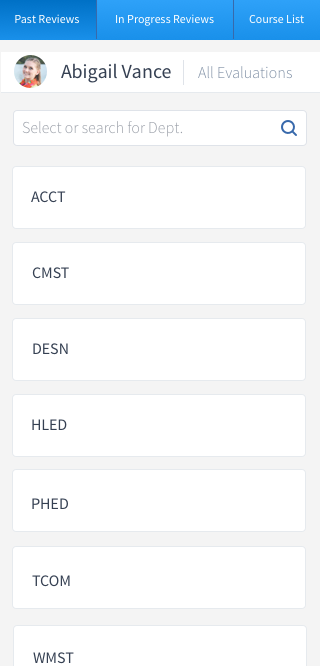 Past Reviews
In Progress Reviews
Course List
Abigail Vance
All Evaluations
Select or search for Dept.
ACCT
CMST
DESN
HLED
PHED
TCOM
WMST